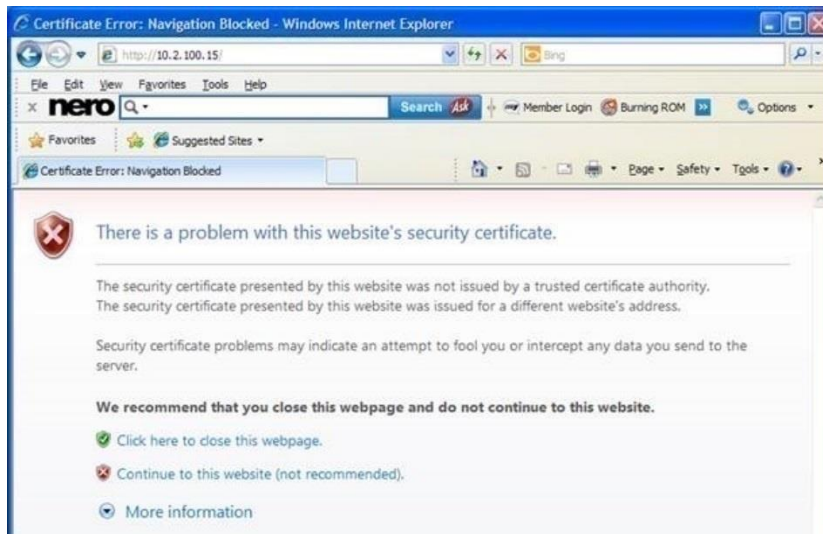 Certificate Error: Navigation Blocked - Windows Internet Explorer
http://10.2.100.15/ Bing
File Edit View Favorites Tools Help
x nero Search Ask Member Login Burning ROM Options
Favorites Suggested Sites
Certificate Error: Navigation Blocked Page Safety Tools
There is a problem with this website's security certificate.
The security certificate presented by this website was not issued by a trusted certificate authority.
The security certificate presented by this website was issued for a different website's address.
Security certificate problems may indicate an attempt to fool you or intercept any data you send to the
server.
We recommend that you close this webpage and do not continue to this website.
Click here to close this webpage.
Continue to this website (not recommended).
More information